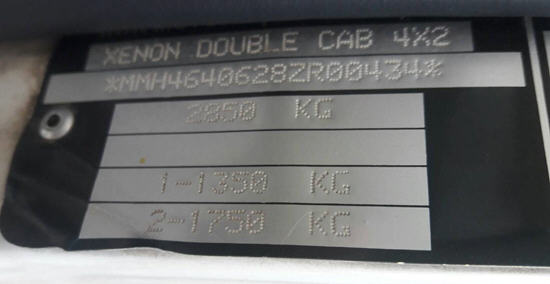 XENON DOUBLE CAB 4X2
*MMH4640628ZR00434*
2850 KG
1-1350 KG
2-1750 KG